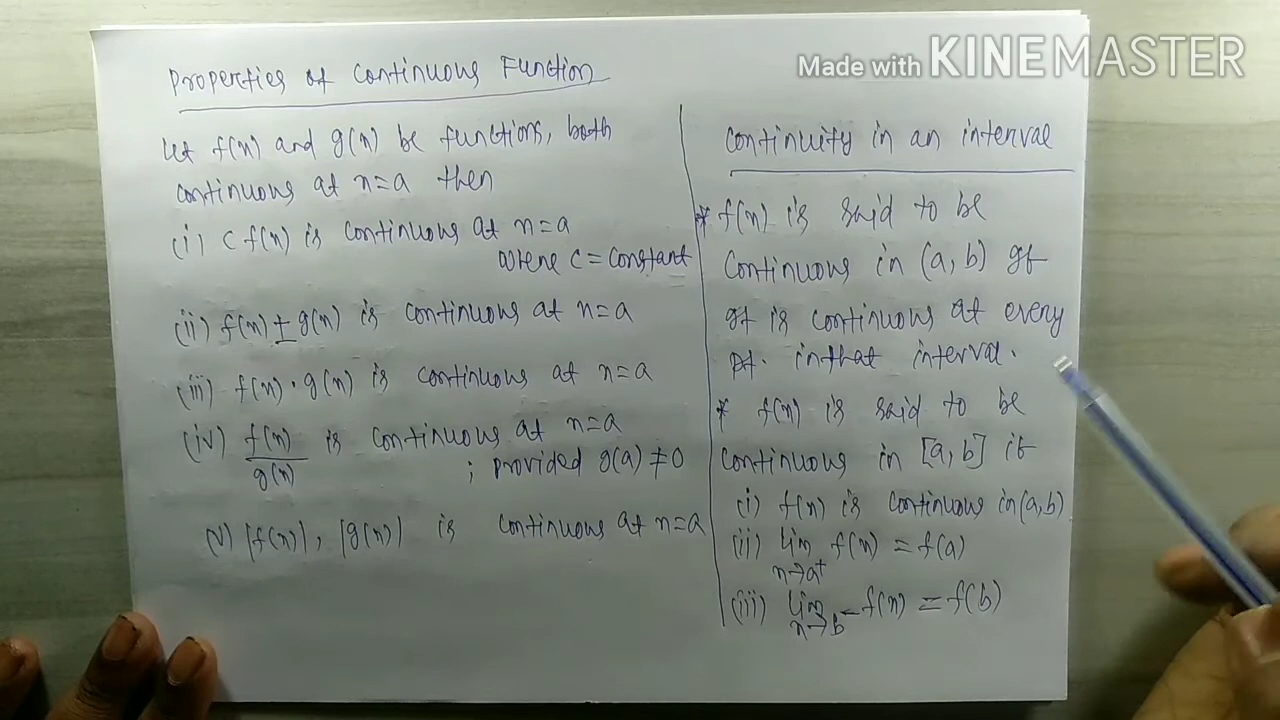 Made with KINEMASTER
Properties of Continuous Function
Let f(x) and g(x) be functions, both
continuous at x=a then
(i) c f(x) is continuous at x=a
where c = constant
(ii) f(x) ± g(x) is continuous at x=a
(iii) f(x)·g(x) is continuous at x=a
(iv) f(x)/g(x) is continuous at x=a
; provided g(a) ≠ 0
(v) |f(x)|, |g(x)| is continuous at x=a
Continuity in an interval
* f(x) is said to be
continuous in (a,b) If
It is continuous at every
pt. in that interval.
* f(x) is said to be
continuous in [a,b] if
(i) f(x) is continuous in (a,b)
(ii) lim f(x) = f(a)
x→a⁺
(iii) lim f(x) = f(b)
x→b⁻